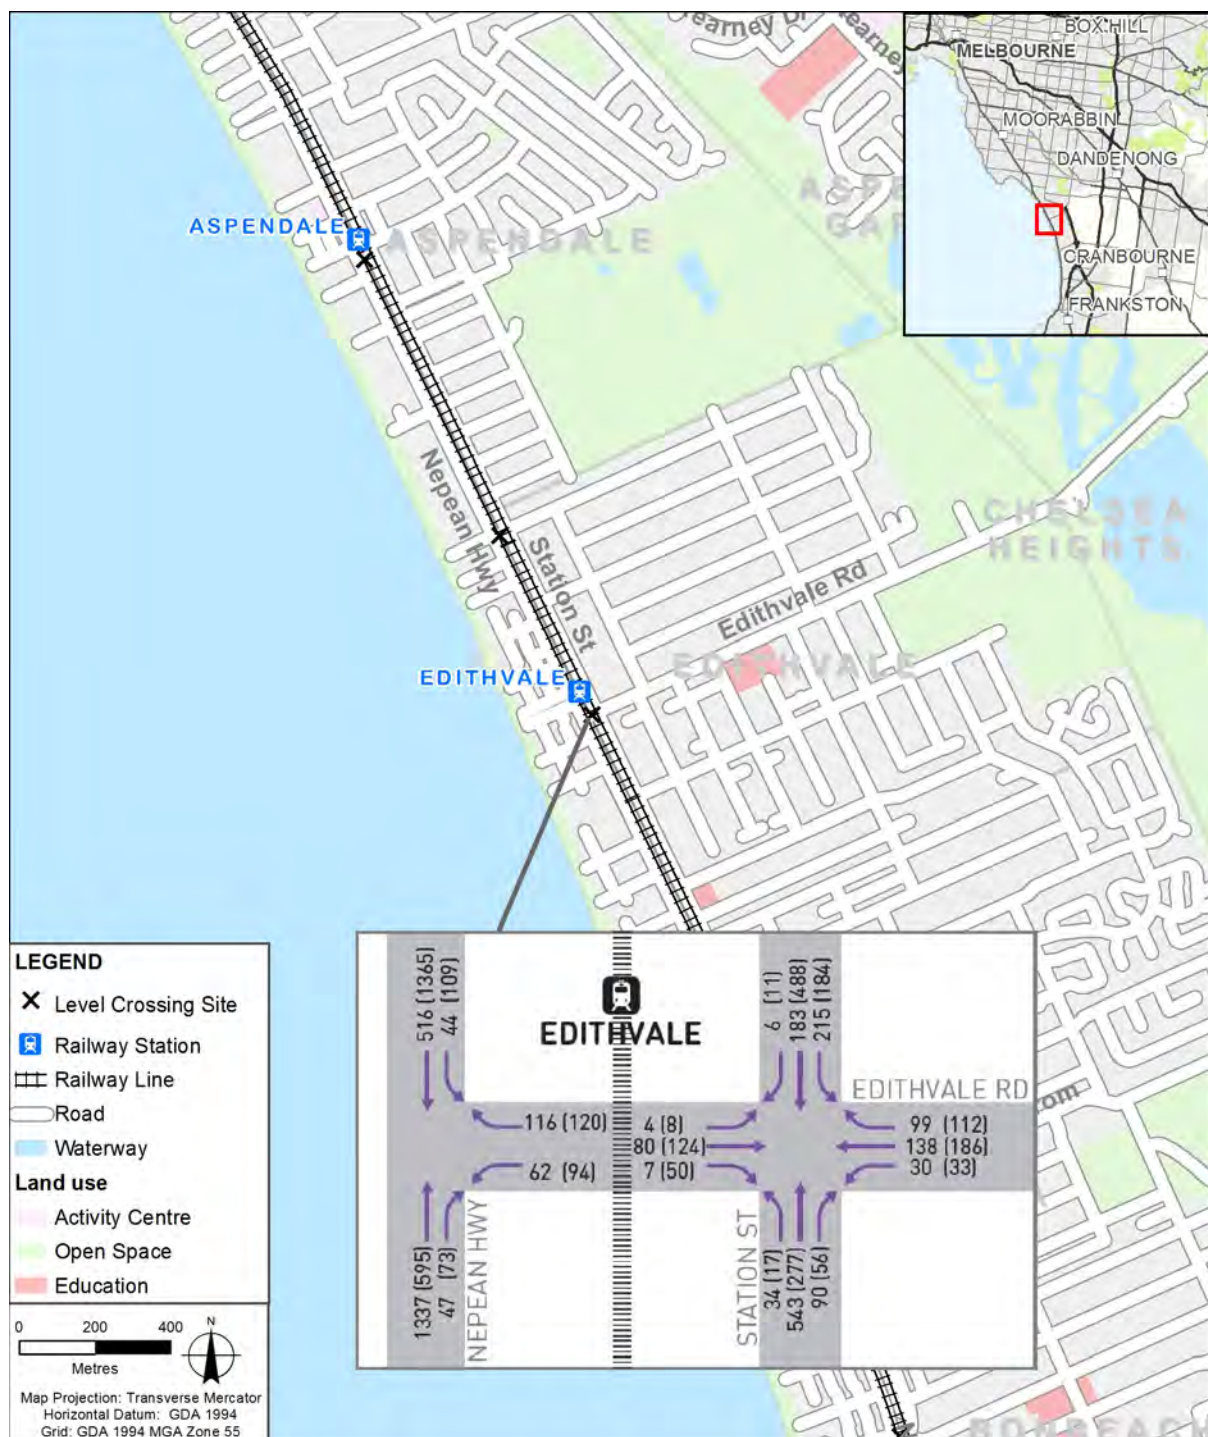 Kearney Dr
Kearney
BOX HILL
MELBOURNE
MOORABBIN
DANDENONG
CRANBOURNE
FRANKSTON
ASPENDALE
ASPENDALE
Nepean Hwy
Station St
CHELSEA
HEIGHTS
Edithvale Rd
EDITHVALE
EDITHVALE
516 (1365)
44 (109)
EDITHVALE
6 (11)
183 (488)
215 (184)
EDITHVALE RD
116 (120)
4 (8)
99 (112)
80 (124)
138 (186)
62 (94)
7 (50)
30 (33)
1337 (595)
47 (73)
NEPEAN HWY
STATION ST
34 (17)
543 (277)
90 (56)
LEGEND
Level Crossing Site
Railway Station
Railway Line
Road
Waterway
Land use
Activity Centre
Open Space
Education
0 200 400
Metres
N
Map Projection: Transverse Mercator
Horizontal Datum: GDA 1994
Grid: GDA 1994 MGA Zone 55
BONBEACH